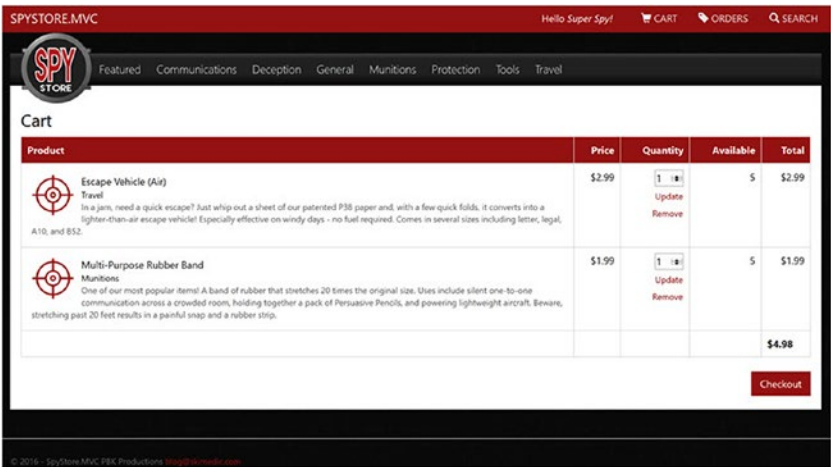 SPYSTORE.MVC
Hello Super Spy!
CART
ORDERS
SEARCH
SPY
STORE
Featured Communications Deception General Munitions Protection Tools Travel
Cart
Product Price Quantity Available Total
Escape Vehicle (Air) $2.99 1 5 $2.99
Travel Update
In a jam, need a quick escape? Just whip out a sheet of our patented P38 paper and, with a few quick folds, it converts into a
Remove
lighter-than-air escape vehicle! Especially effective on windy days - no fuel required. Comes in several sizes including letter, legal,
A10, and B52.
Multi-Purpose Rubber Band $1.99 1 5 $1.99
Munitions Update
One of our most popular items! A band of rubber that stretches 20 times the original size. Uses include silent one-to-one
Remove
communication across a crowded room, holding together a pack of Persuasive Pencils, and powering lightweight aircraft. Beware,
stretching past 20 feet results in a painful snap and a rubber strip.
$4.98
Checkout
© 2016 - SpyStore.MVC PBK Productions